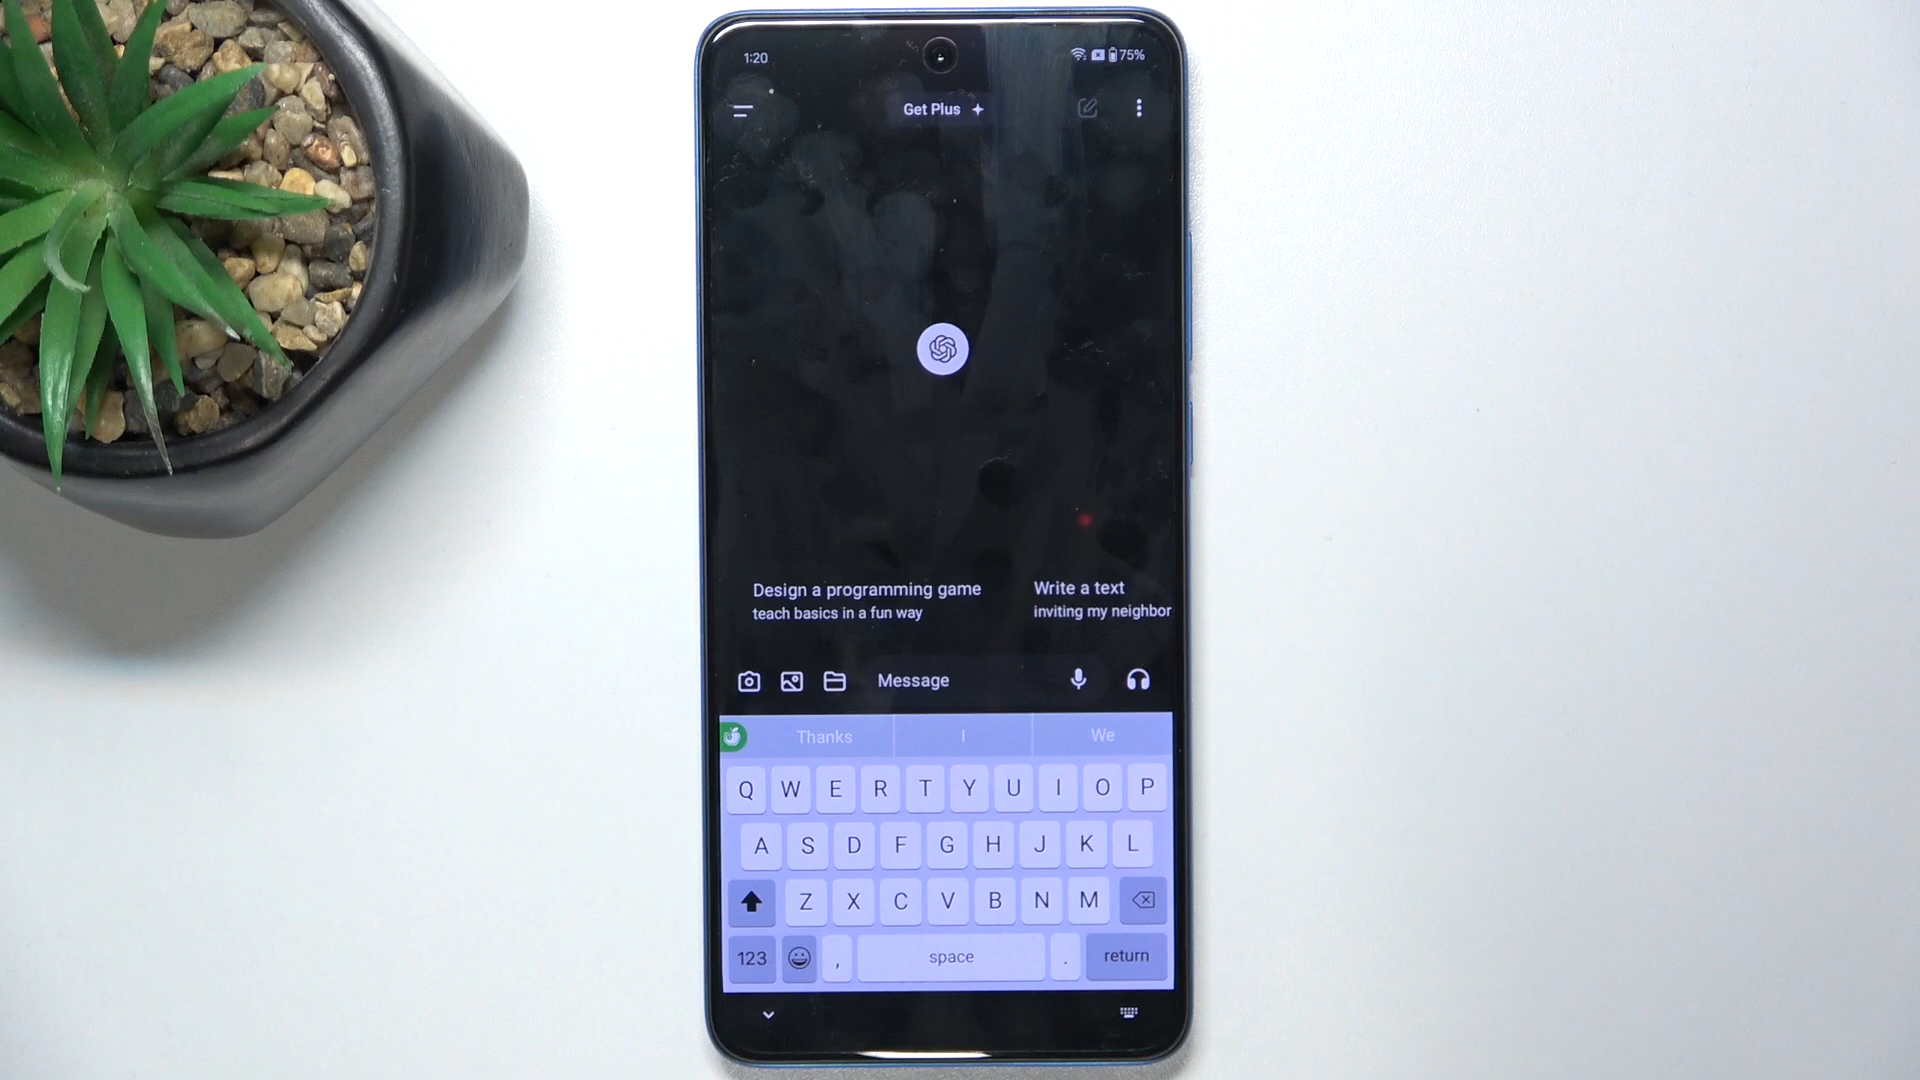 1:20
75%
Get Plus
Design a programming game
teach basics in a fun way
Write a text
inviting my neighbor
Message
Thanks I We
Q W E R T Y U I O P
A S D F G H J K L
Z X C V B N M
123 , space . return